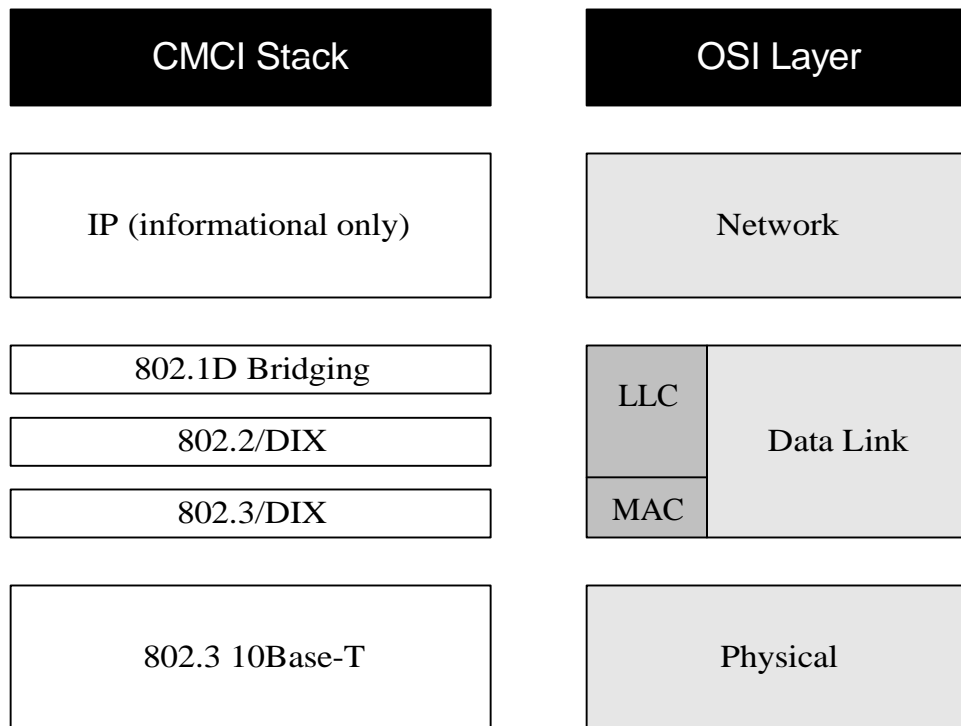 CMCI Stack
OSI Layer
IP (informational only)
Network
802.1D Bridging
802.2/DIX
802.3/DIX
LLC
MAC
Data Link
802.3 10Base-T
Physical